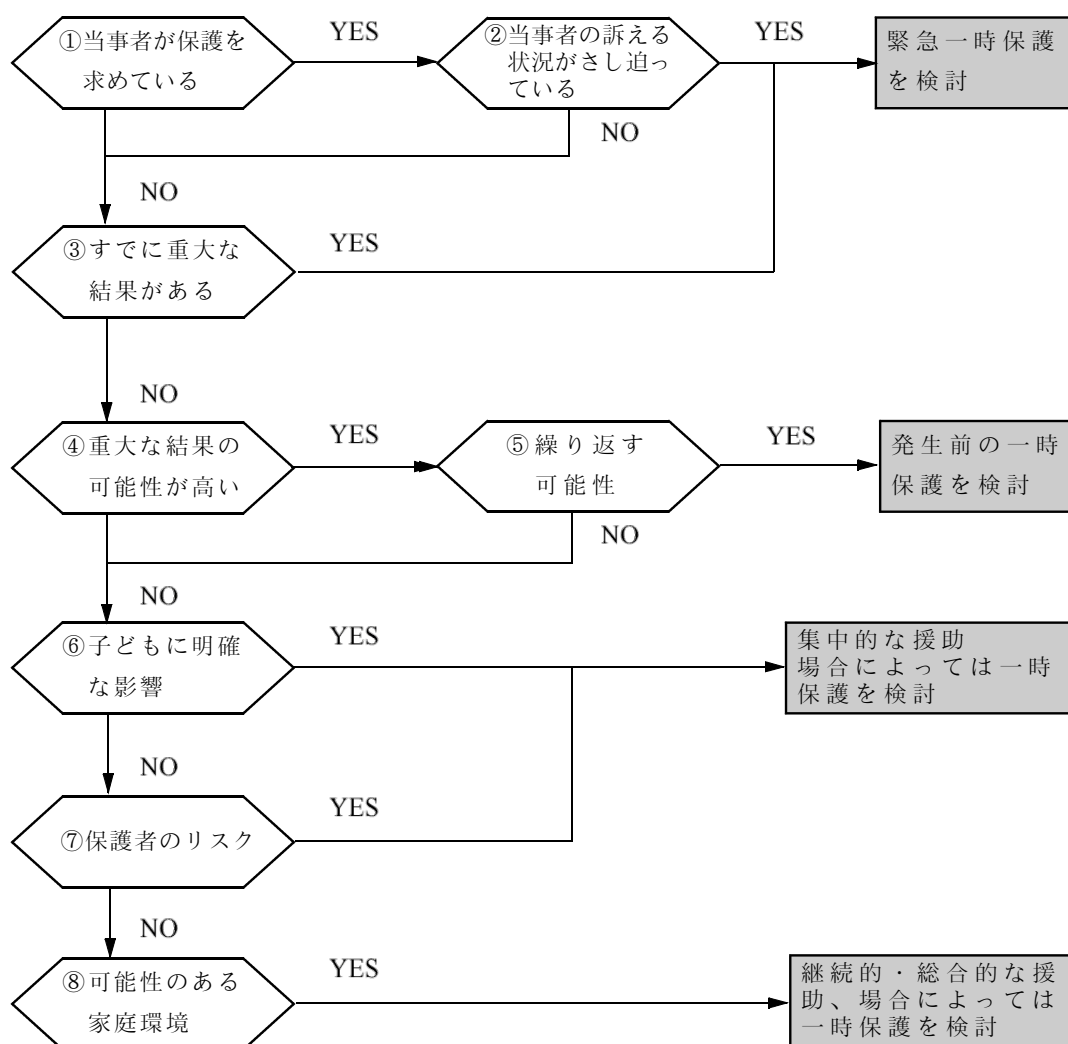 ①当事者が保護を
求めている
YES
②当事者の訴える
状況がさし迫っ
ている
YES
緊急一時保護
を検討
NO
NO
③すでに重大な
結果がある
YES
NO
④重大な結果の
可能性が高い
YES
⑤繰り返す
可能性
YES
発生前の一時
保護を検討
NO
NO
⑥子どもに明確
な影響
YES
集中的な援助
場合によっては一時
保護を検討
NO
⑦保護者のリスク
YES
NO
⑧可能性のある
家庭環境
YES
継続的・総合的な援
助、場合によっては
一時保護を検討